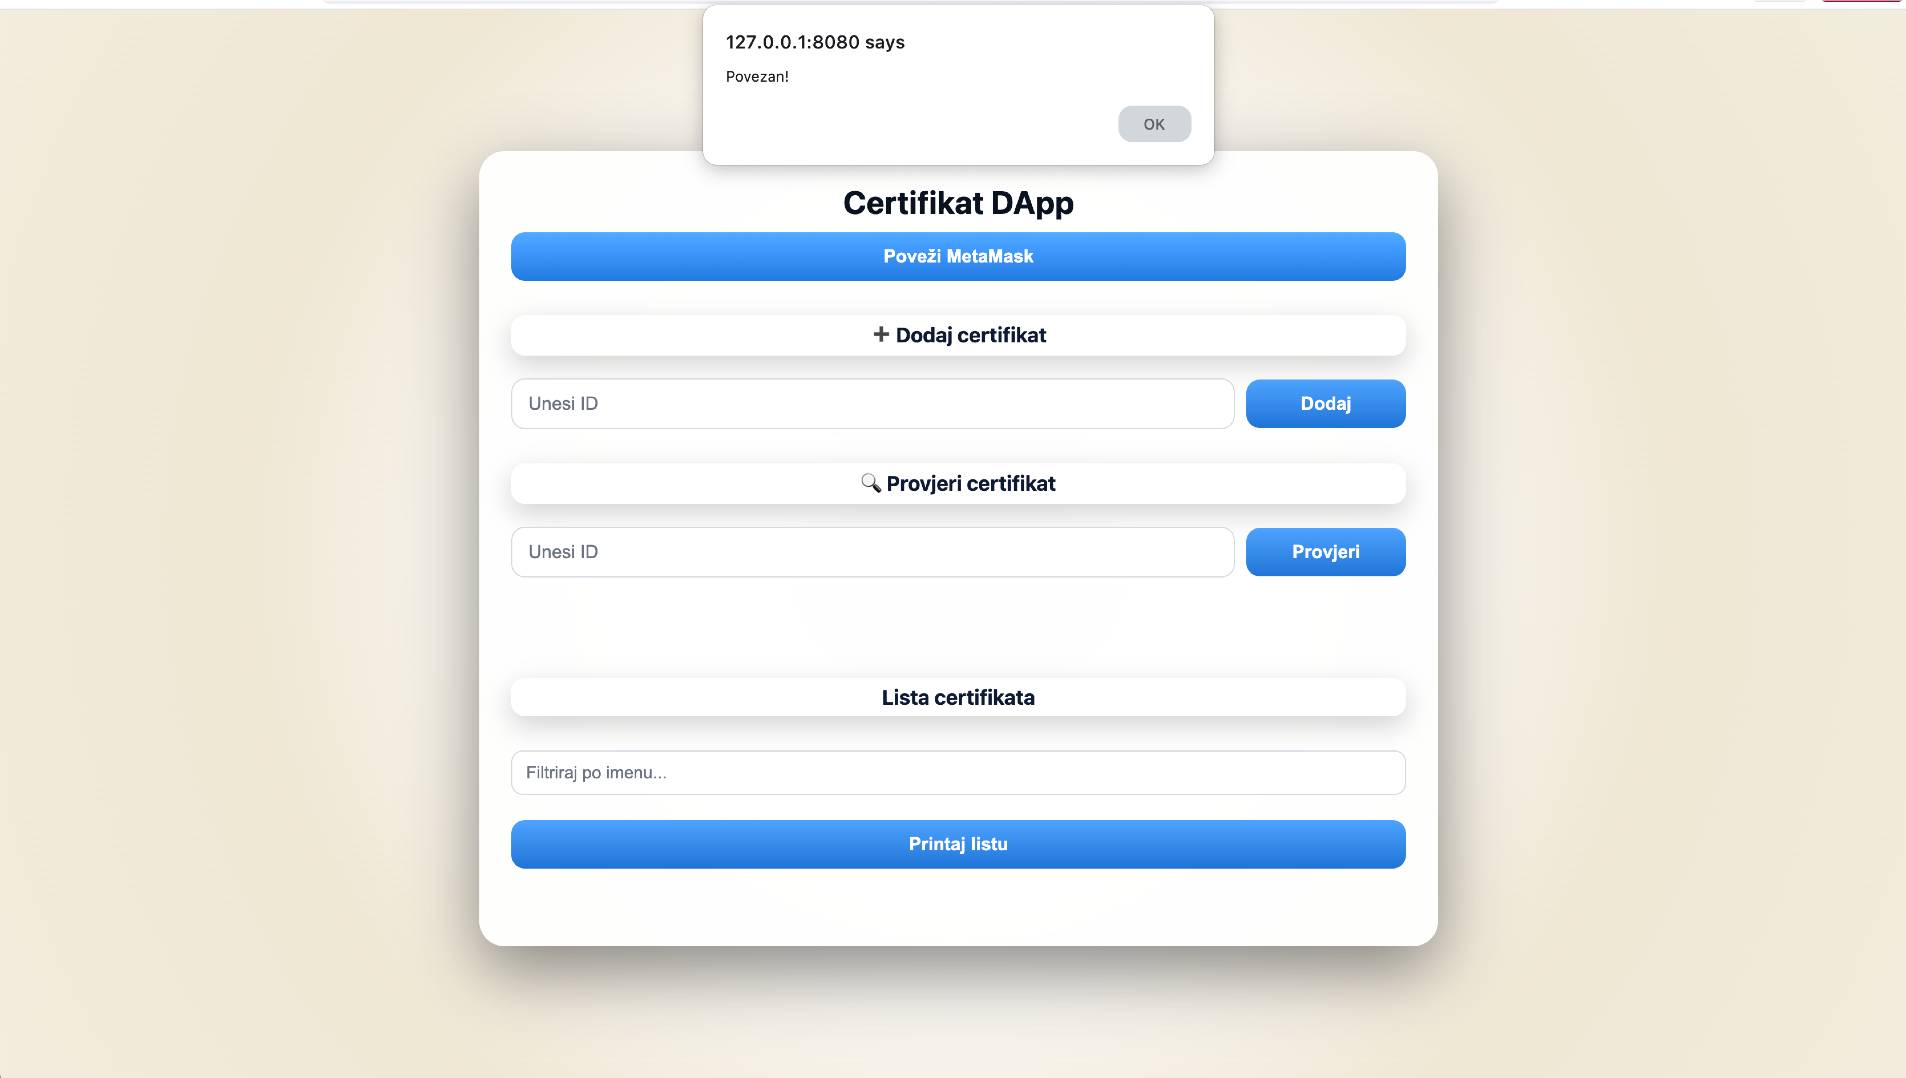 127.0.0.1:8080 says
Povezan!
OK
Certifikat DApp
Poveži MetaMask
➕ Dodaj certifikat
Unesi ID
Dodaj
🔍 Provjeri certifikat
Unesi ID
Provjeri
Lista certifikata
Filtriraj po imenu...
Printaj listu